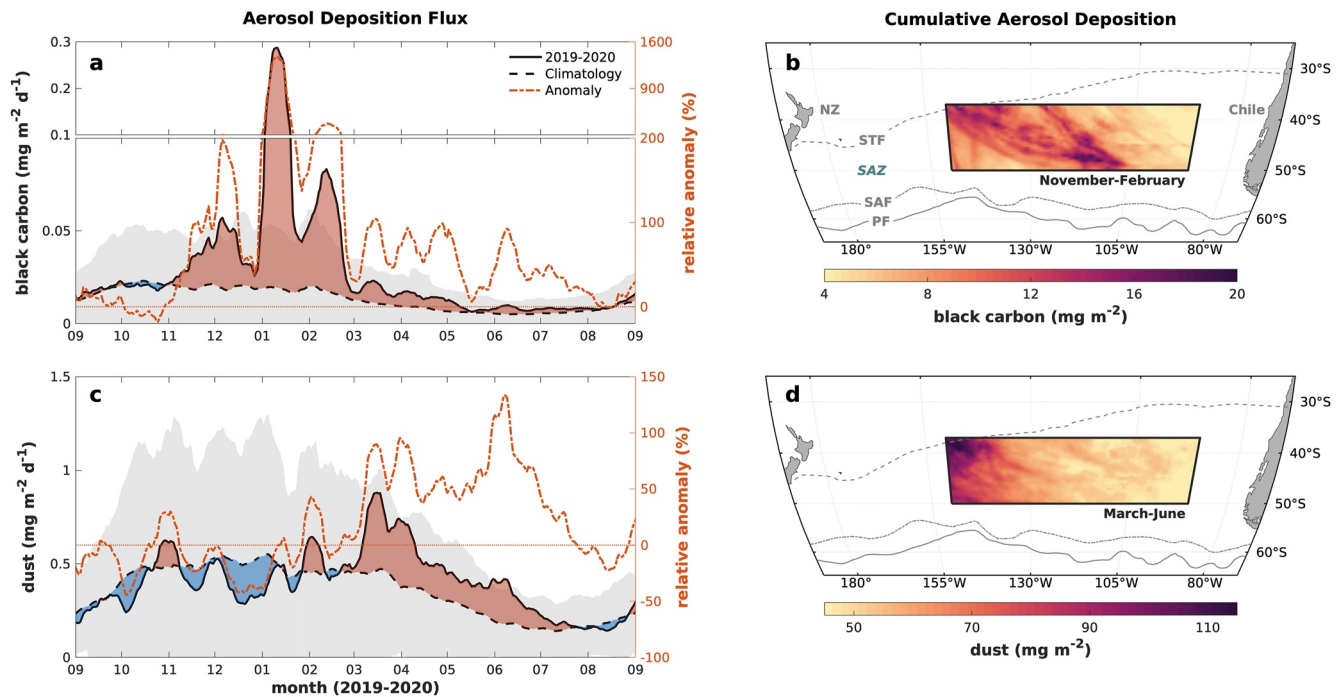 Aerosol Deposition Flux
Cumulative Aerosol Deposition
a
black carbon (mg m⁻² d⁻¹)
0.3
0.2
0.1
0.05
0
2019-2020
Climatology
Anomaly
1600
900
200
100
0
relative anomaly (%)
09 10 11 12 01 02 03 04 05 06 07 08 09
b
NZ
Chile
STF
SAZ
SAF
PF
November-February
30°S
40°S
50°S
60°S
180° 155°W 130°W 105°W 80°W
4 8 12 16 20
black carbon (mg m⁻²)
c
dust (mg m⁻² d⁻¹)
1.5
1
0.5
0
150
100
50
0
-50
-100
relative anomaly (%)
09 10 11 12 01 02 03 04 05 06 07 08 09
month (2019-2020)
d
March-June
30°S
40°S
50°S
60°S
180° 155°W 130°W 105°W 80°W
50 70 90 110
dust (mg m⁻²)